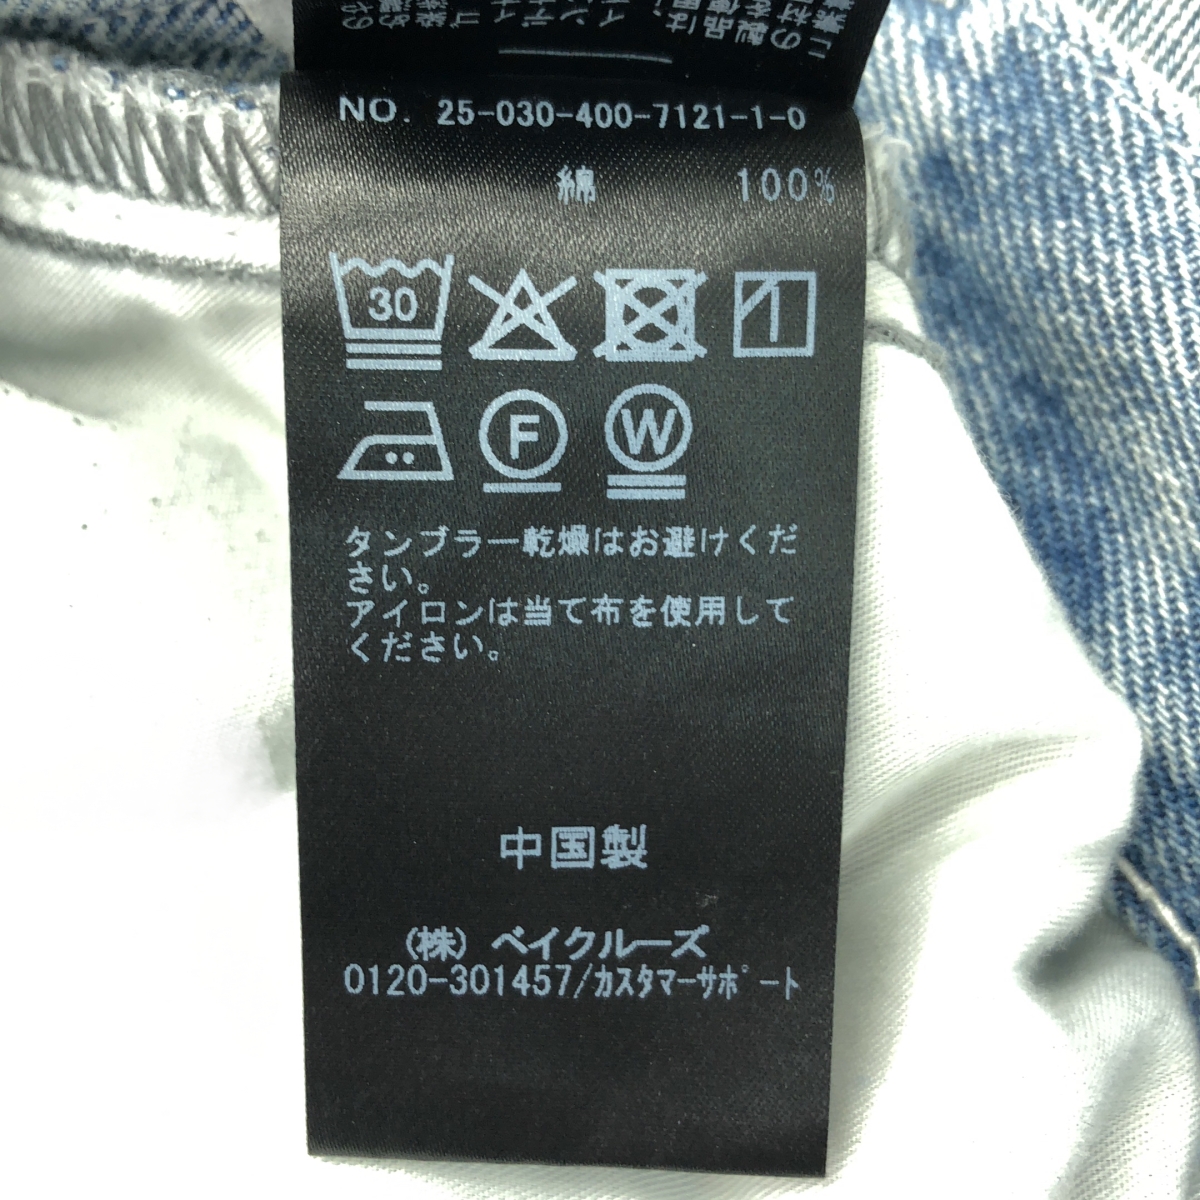 NO. 25-030-400-7121-1-0
綿 100%
30
F W
タンブラー乾燥はお避けくだ
さい。
アイロンは当て布を使用して
ください。
中国製
(株) ベイクルーズ
0120-301457/カスタマーサポート